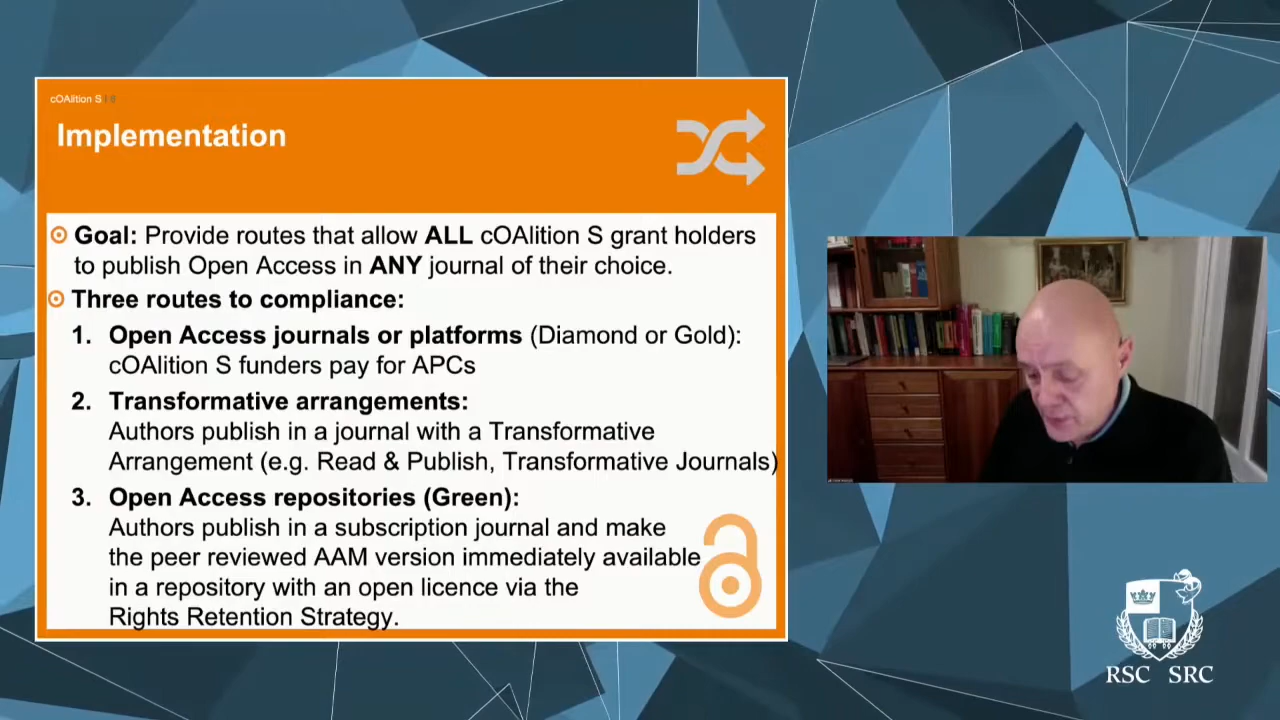 cOAlition S | 8
Implementation
Goal: Provide routes that allow ALL cOAlition S grant holders
to publish Open Access in ANY journal of their choice.
Three routes to compliance:
1. Open Access journals or platforms (Diamond or Gold):
cOAlition S funders pay for APCs
2. Transformative arrangements:
Authors publish in a journal with a Transformative
Arrangement (e.g. Read & Publish, Transformative Journals)
3. Open Access repositories (Green):
Authors publish in a subscription journal and make
the peer reviewed AAM version immediately available
in a repository with an open licence via the
Rights Retention Strategy.
RSC SRC